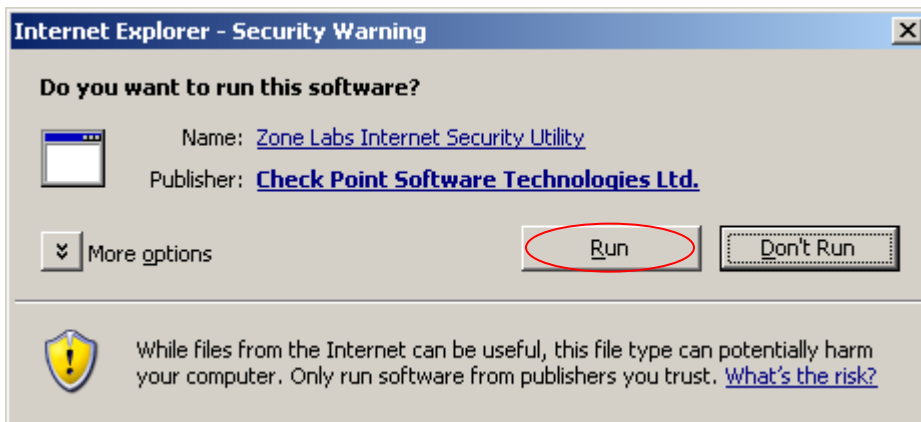 Internet Explorer - Security Warning
Do you want to run this software?
Name: Zone Labs Internet Security Utility
Publisher: Check Point Software Technologies Ltd.
More options
Run
Don't Run
While files from the Internet can be useful, this file type can potentially harm
your computer. Only run software from publishers you trust. What's the risk?